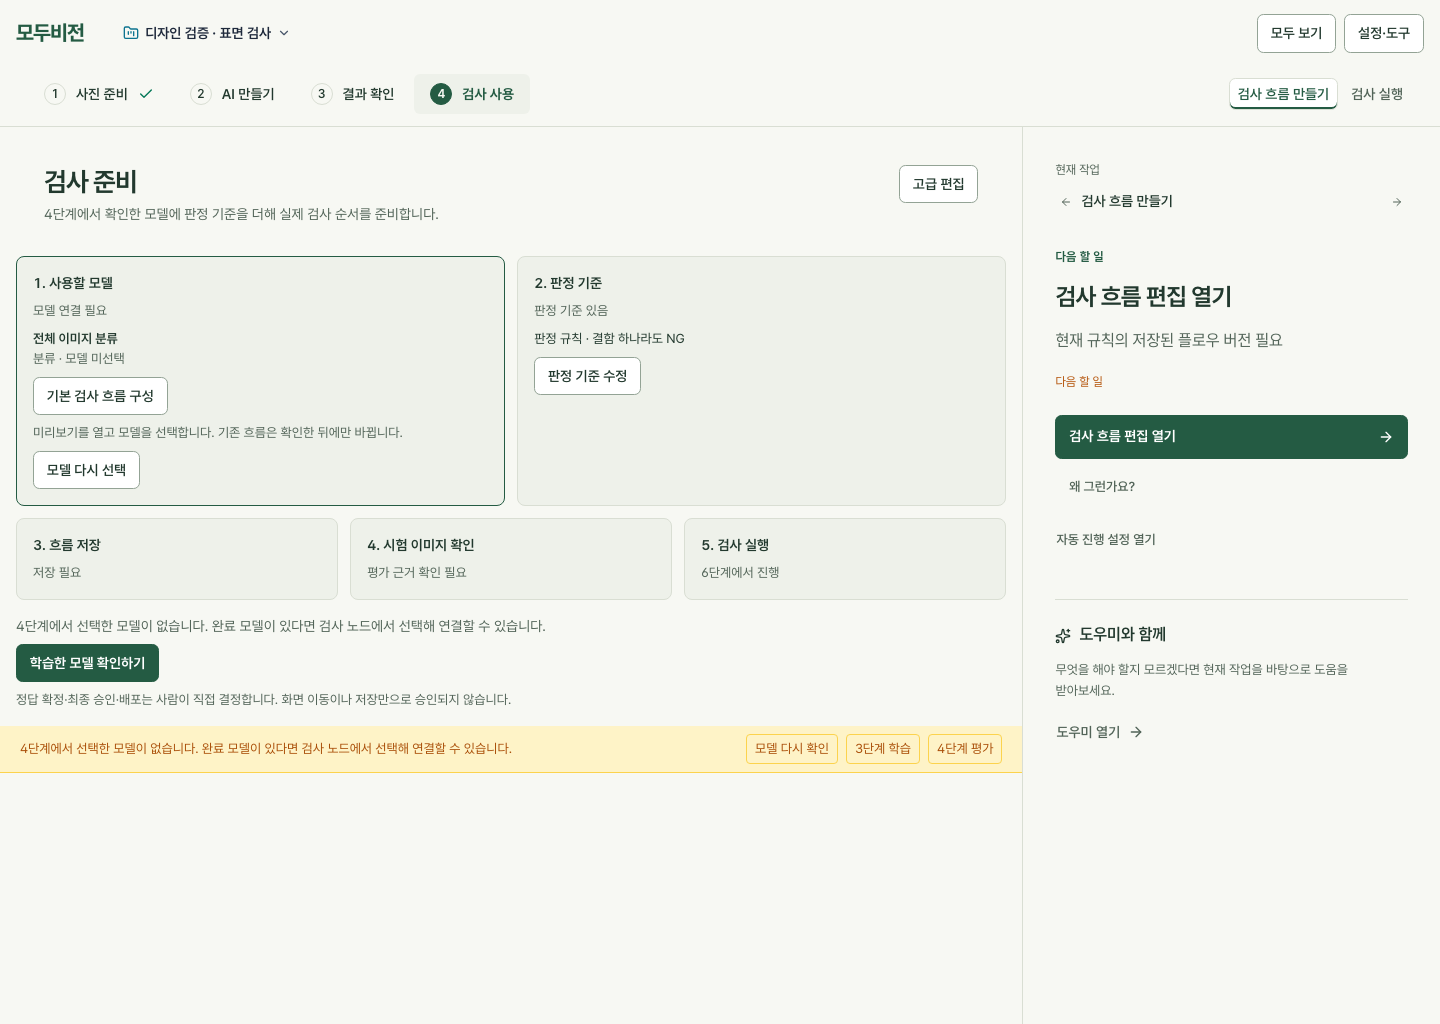 모두비전
디자인 검증 · 표면 검사
모두 보기
설정·도구
1 사진 준비
2 AI 만들기
3 결과 확인
4 검사 사용
검사 흐름 만들기
검사 실행
검사 준비
4단계에서 확인한 모델에 판정 기준을 더해 실제 검사 순서를 준비합니다.
고급 편집
1. 사용할 모델
모델 연결 필요
전체 이미지 분류
분류 · 모델 미선택
기본 검사 흐름 구성
미리보기를 열고 모델을 선택합니다. 기존 흐름은 확인한 뒤에만 바뀝니다.
모델 다시 선택
2. 판정 기준
판정 기준 있음
판정 규칙 · 결함 하나라도 NG
판정 기준 수정
3. 흐름 저장
저장 필요
4. 시험 이미지 확인
평가 근거 확인 필요
5. 검사 실행
6단계에서 진행
4단계에서 선택한 모델이 없습니다. 완료 모델이 있다면 검사 노드에서 선택해 연결할 수 있습니다.
학습한 모델 확인하기
정답 확정·최종 승인·배포는 사람이 직접 결정합니다. 화면 이동이나 저장만으로 승인되지 않습니다.
4단계에서 선택한 모델이 없습니다. 완료 모델이 있다면 검사 노드에서 선택해 연결할 수 있습니다.
모델 다시 확인
3단계 학습
4단계 평가
현재 작업
검사 흐름 만들기
다음 할 일
검사 흐름 편집 열기
현재 규칙의 저장된 플로우 버전 필요
다음 할 일
검사 흐름 편집 열기
왜 그런가요?
자동 진행 설정 열기
도우미와 함께
무엇을 해야 할지 모르겠다면 현재 작업을 바탕으로 도움을
받아보세요.
도우미 열기